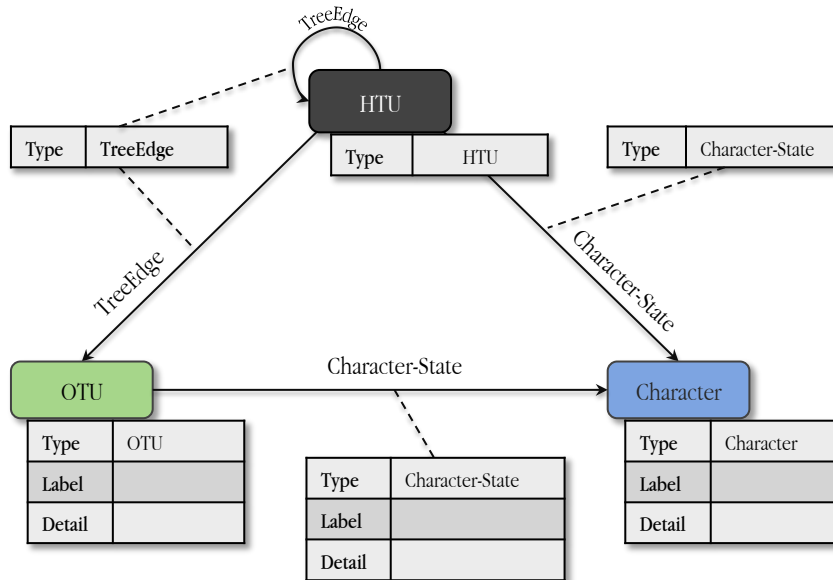 TreeEdge
HTU
Type TreeEdge
Type HTU
Type Character-State
TreeEdge
Character-State
OTU
Character-State
Character
Type OTU
Label
Detail
Type Character-State
Label
Detail
Type Character
Label
Detail